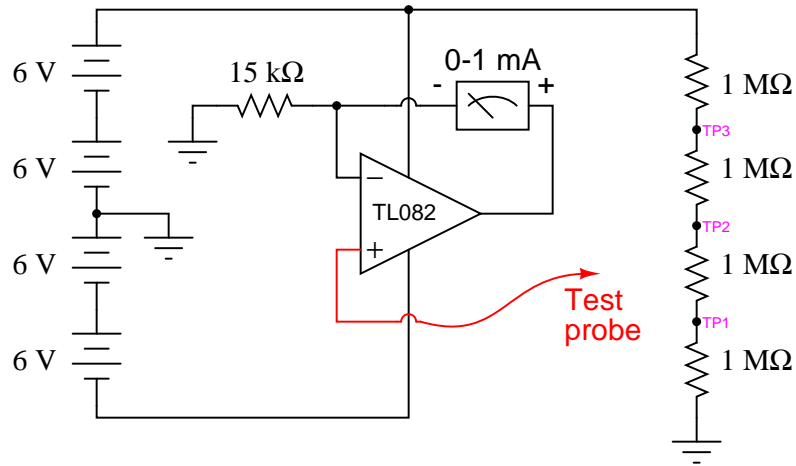 6 V
6 V
6 V
6 V
15 kΩ
0-1 mA
- +
−
TL082
+
Test
probe
1 MΩ
TP3
1 MΩ
TP2
1 MΩ
TP1
1 MΩ